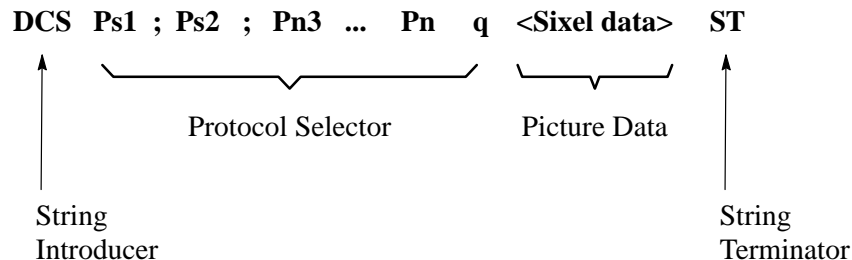 DCS Ps1 ; Ps2 ; Pn3 ... Pn q <Sixel data> ST
Protocol Selector Picture Data
String Introducer
String Terminator